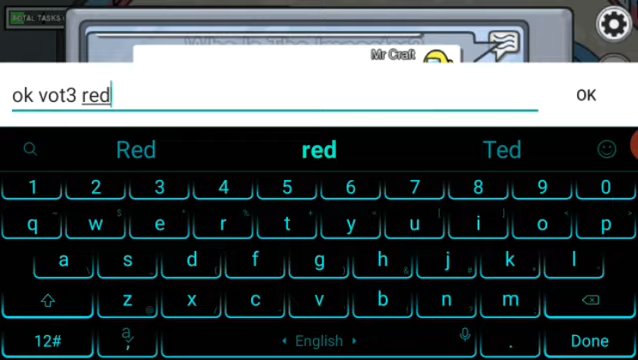 TOTAL TASKS
Who Is The Imposter?
Mr Craft
ok vot3 red
OK
Red red Ted
1 2 3 4 5 6 7 8 9 0
q w e r t y u i o p
a s d f g h j k l
z x c v b n m
12# a , English . Done